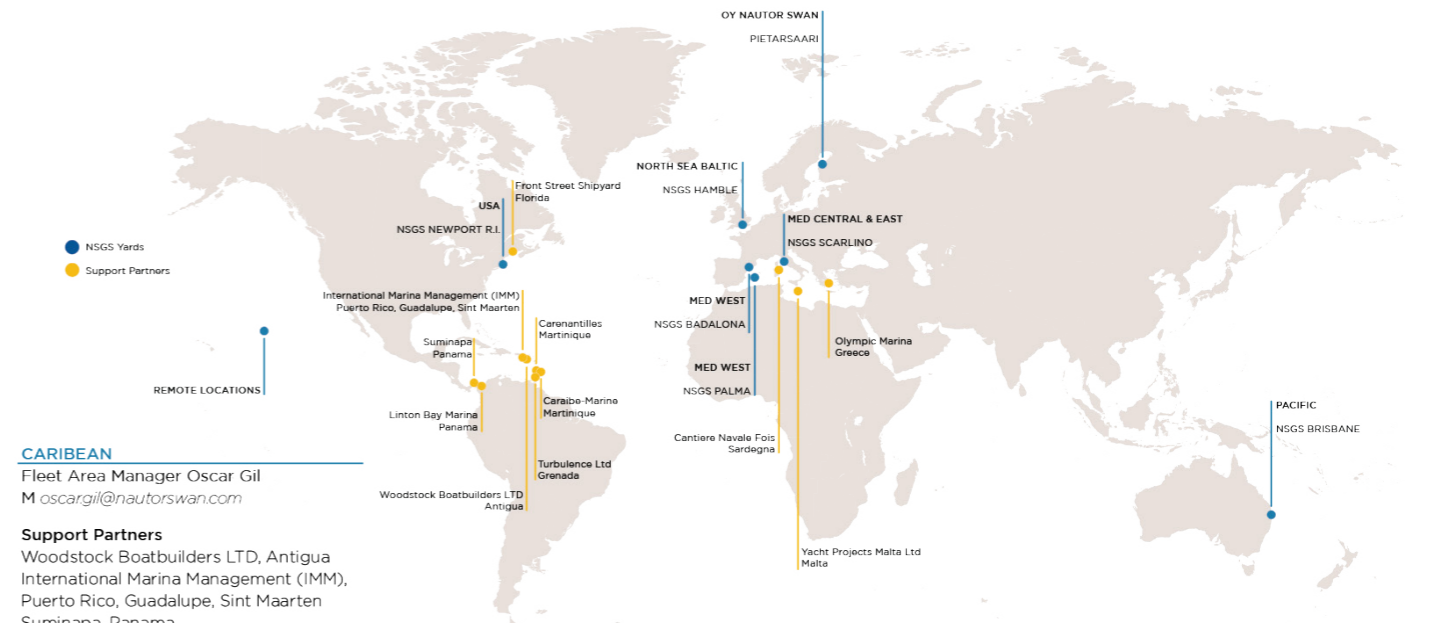 OY NAUTOR SWAN
PIETARSAARI
NORTH SEA BALTIC
NSGS HAMBLE
Front Street Shipyard
Florida
USA
NSGS NEWPORT R.I.
MED CENTRAL & EAST
NSGS SCARLINO
NSGS Yards
Support Partners
International Marina Management (IMM)
Puerto Rico, Guadalupe, Sint Maarten
MED WEST
NSGS BADALONA
Carenantilles
Martinique
Suminapa
Panama
Olympic Marina
Greece
MED WEST
NSGS PALMA
REMOTE LOCATIONS
Caraibe-Marine
Martinique
Linton Bay Marina
Panama
PACIFIC
NSGS BRISBANE
Cantiere Navale Fois
Sardegna
Turbulence Ltd
Grenada
Woodstock Boatbuilders LTD
Antigua
Yacht Projects Malta Ltd
Malta
CARIBEAN
Fleet Area Manager Oscar Gil
M oscar.gil@nautorswan.com
Support Partners
Woodstock Boatbuilders LTD, Antigua
International Marina Management (IMM),
Puerto Rico, Guadalupe, Sint Maarten
Suminapa, Panama